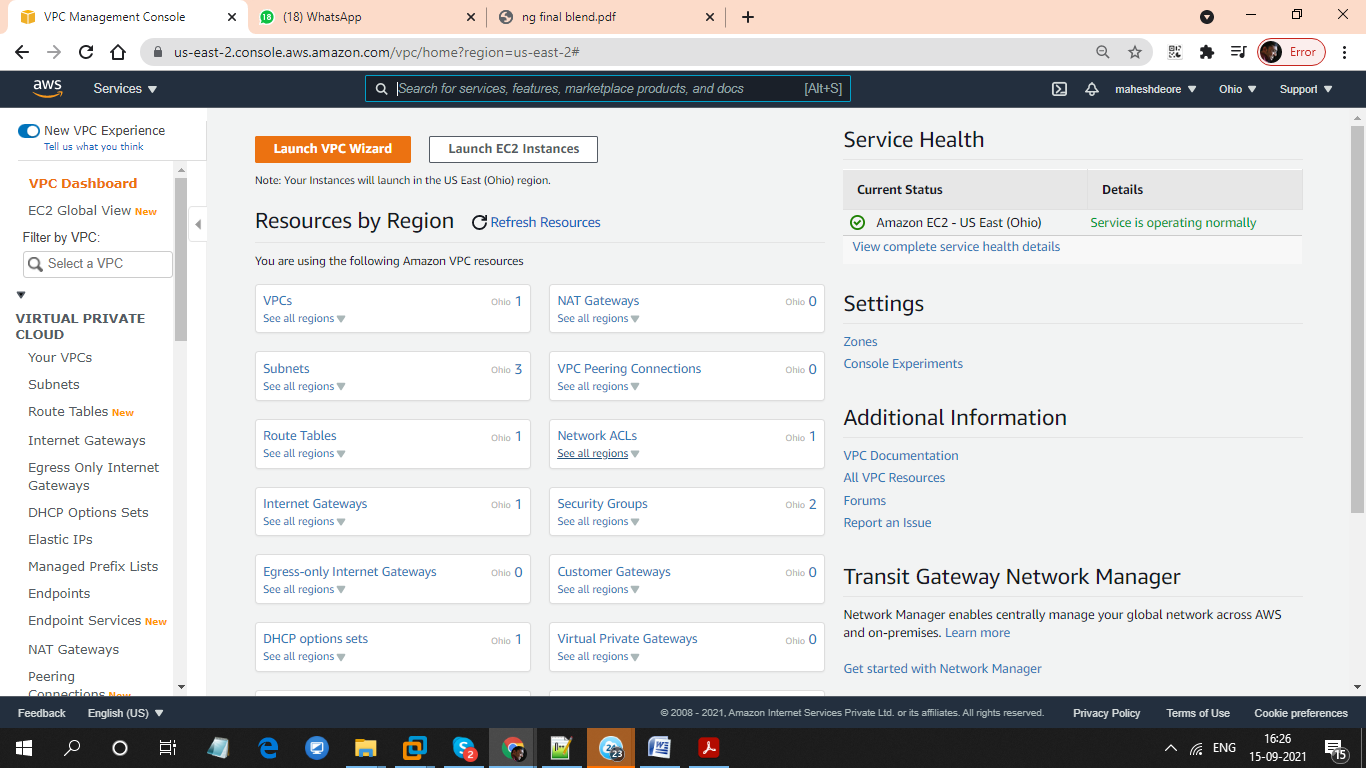 VPC Management Console
(18) WhatsApp
ng final blend.pdf
us-east-2.console.aws.amazon.com/vpc/home?region=us-east-2#
Error
aws
Services
Search for services, features, marketplace products, and docs
[Alt+S]
maheshdeore
Ohio
Support
New VPC Experience
Tell us what you think
VPC Dashboard
EC2 Global View New
Filter by VPC:
Select a VPC
VIRTUAL PRIVATE
CLOUD
Your VPCs
Subnets
Route Tables New
Internet Gateways
Egress Only Internet
Gateways
DHCP Options Sets
Elastic IPs
Managed Prefix Lists
Endpoints
Endpoint Services New
NAT Gateways
Peering
Connections New
Launch VPC Wizard
Launch EC2 Instances
Note: Your Instances will launch in the US East (Ohio) region.
Resources by Region
Refresh Resources
You are using the following Amazon VPC resources
VPCs Ohio 1
See all regions
NAT Gateways Ohio 0
See all regions
Subnets Ohio 3
See all regions
VPC Peering Connections Ohio 0
See all regions
Route Tables Ohio 1
See all regions
Network ACLs Ohio 1
See all regions
Internet Gateways Ohio 1
See all regions
Security Groups Ohio 2
See all regions
Egress-only Internet Gateways Ohio 0
See all regions
Customer Gateways Ohio 0
See all regions
DHCP options sets Ohio 1
See all regions
Virtual Private Gateways Ohio 0
See all regions
Service Health
Current Status Details
Amazon EC2 - US East (Ohio) Service is operating normally
View complete service health details
Settings
Zones
Console Experiments
Additional Information
VPC Documentation
All VPC Resources
Forums
Report an Issue
Transit Gateway Network Manager
Network Manager enables centrally manage your global network across AWS
and on-premises. Learn more
Get started with Network Manager
Feedback
English (US)
© 2008 - 2021, Amazon Internet Services Private Ltd. or its affiliates. All rights reserved.
Privacy Policy
Terms of Use
Cookie preferences
ENG
16:26
15-09-2021
15